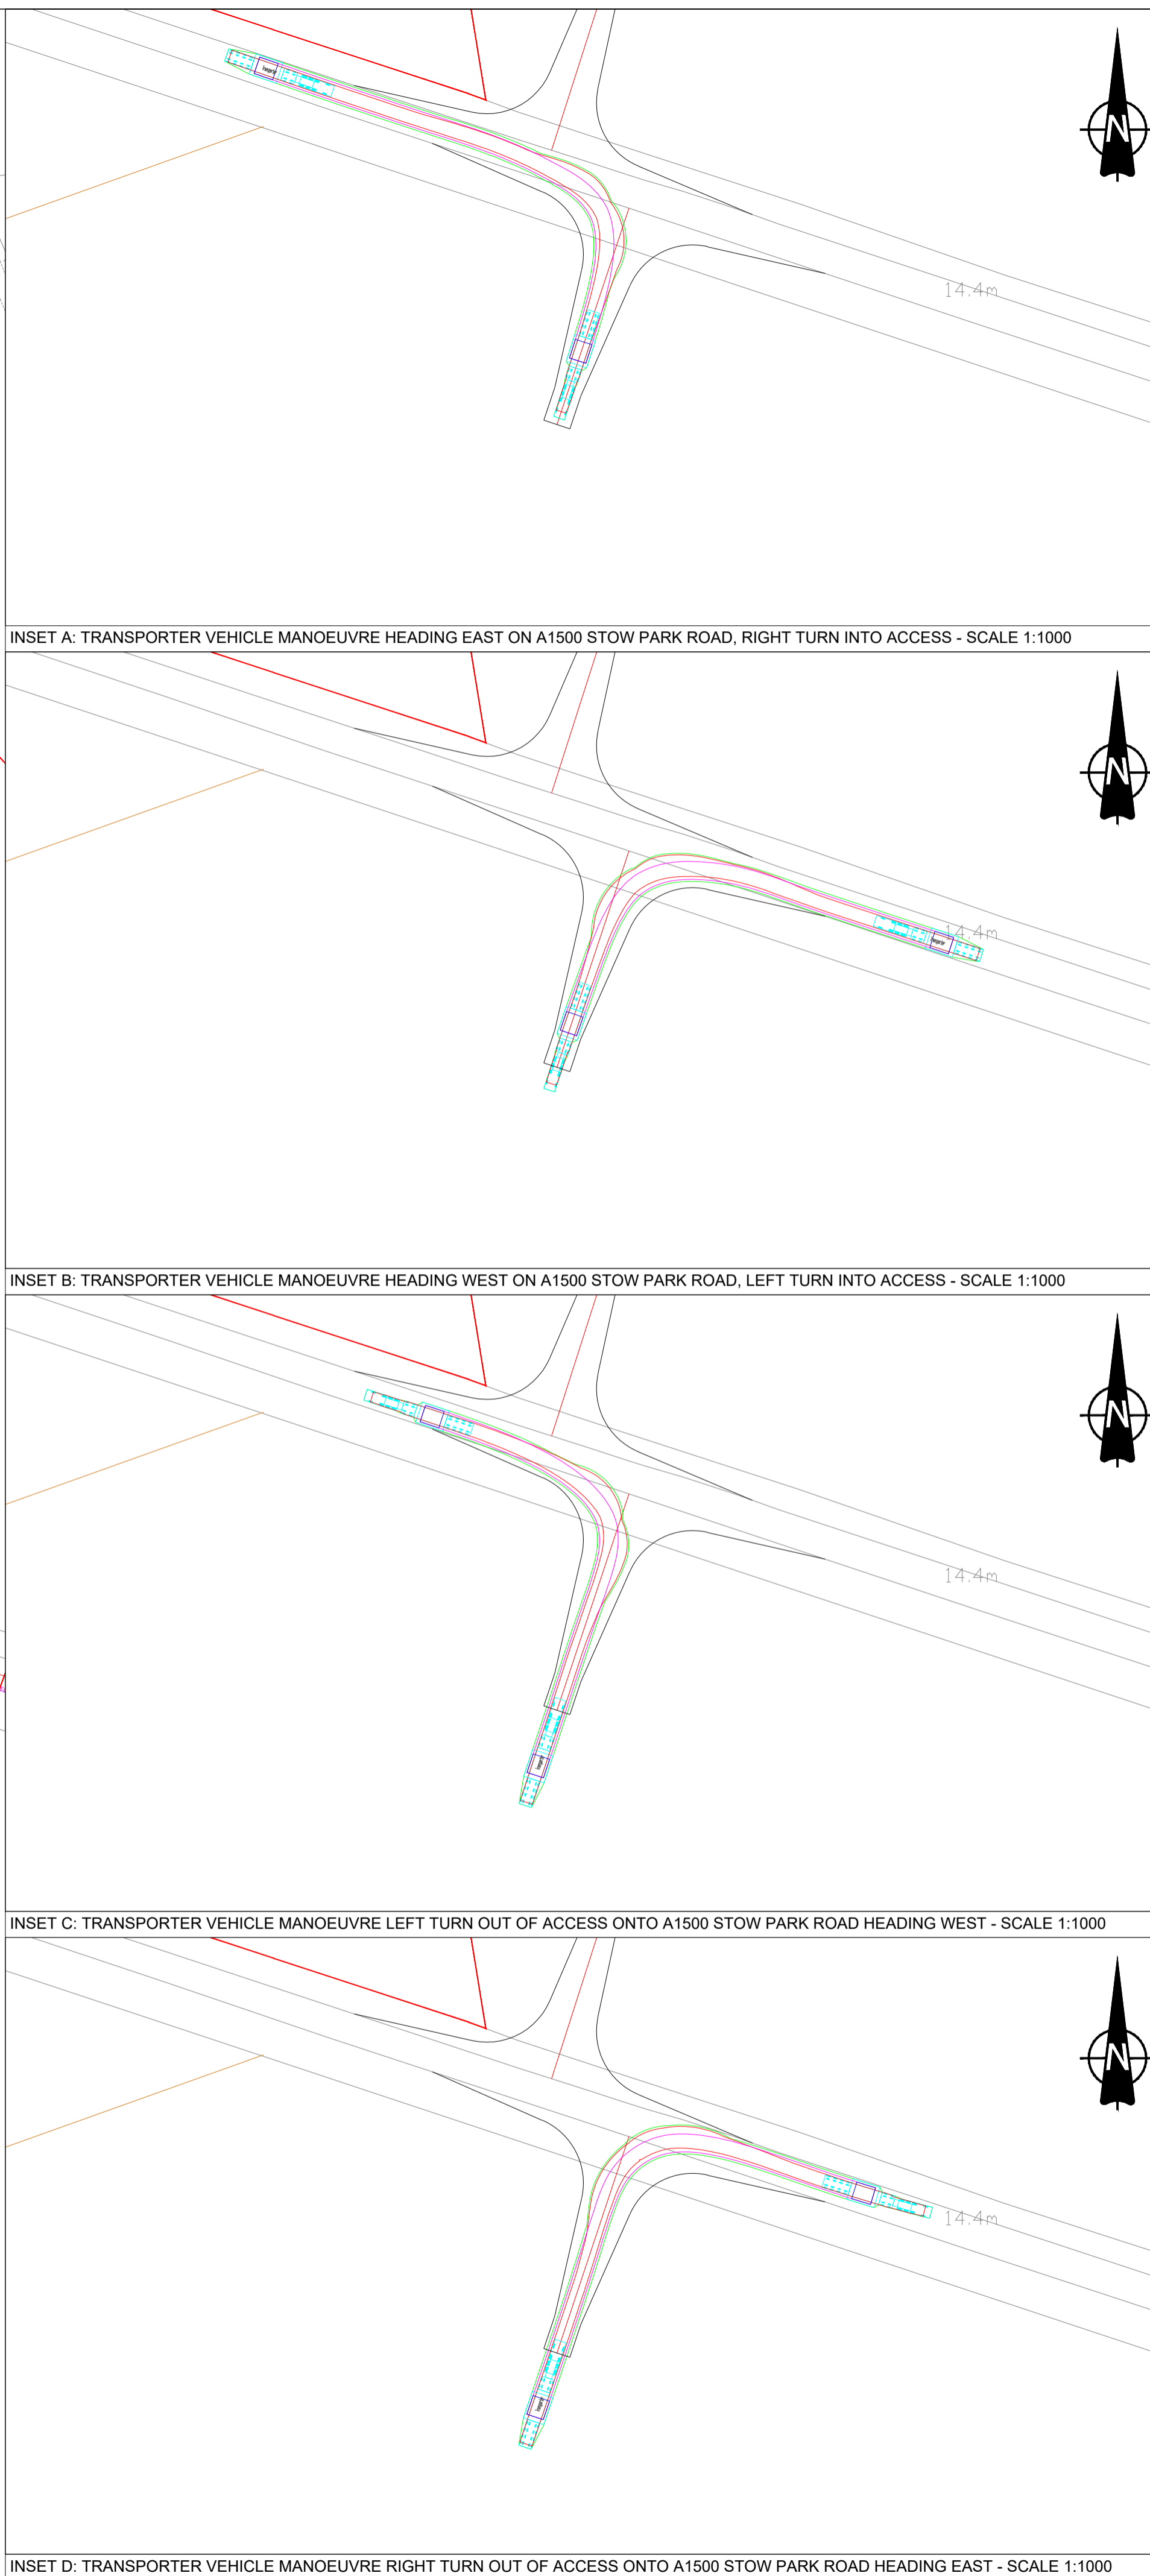 N
14.4m
INSET A: TRANSPORTER VEHICLE MANOEUVRE HEADING EAST ON A1500 STOW PARK ROAD, RIGHT TURN INTO ACCESS - SCALE 1:1000
N
14.4m
INSET B: TRANSPORTER VEHICLE MANOEUVRE HEADING WEST ON A1500 STOW PARK ROAD, LEFT TURN INTO ACCESS - SCALE 1:1000
N
14.4m
INSET C: TRANSPORTER VEHICLE MANOEUVRE LEFT TURN OUT OF ACCESS ONTO A1500 STOW PARK ROAD HEADING WEST - SCALE 1:1000
N
14.4m
INSET D: TRANSPORTER VEHICLE MANOEUVRE RIGHT TURN OUT OF ACCESS ONTO A1500 STOW PARK ROAD HEADING EAST - SCALE 1:1000